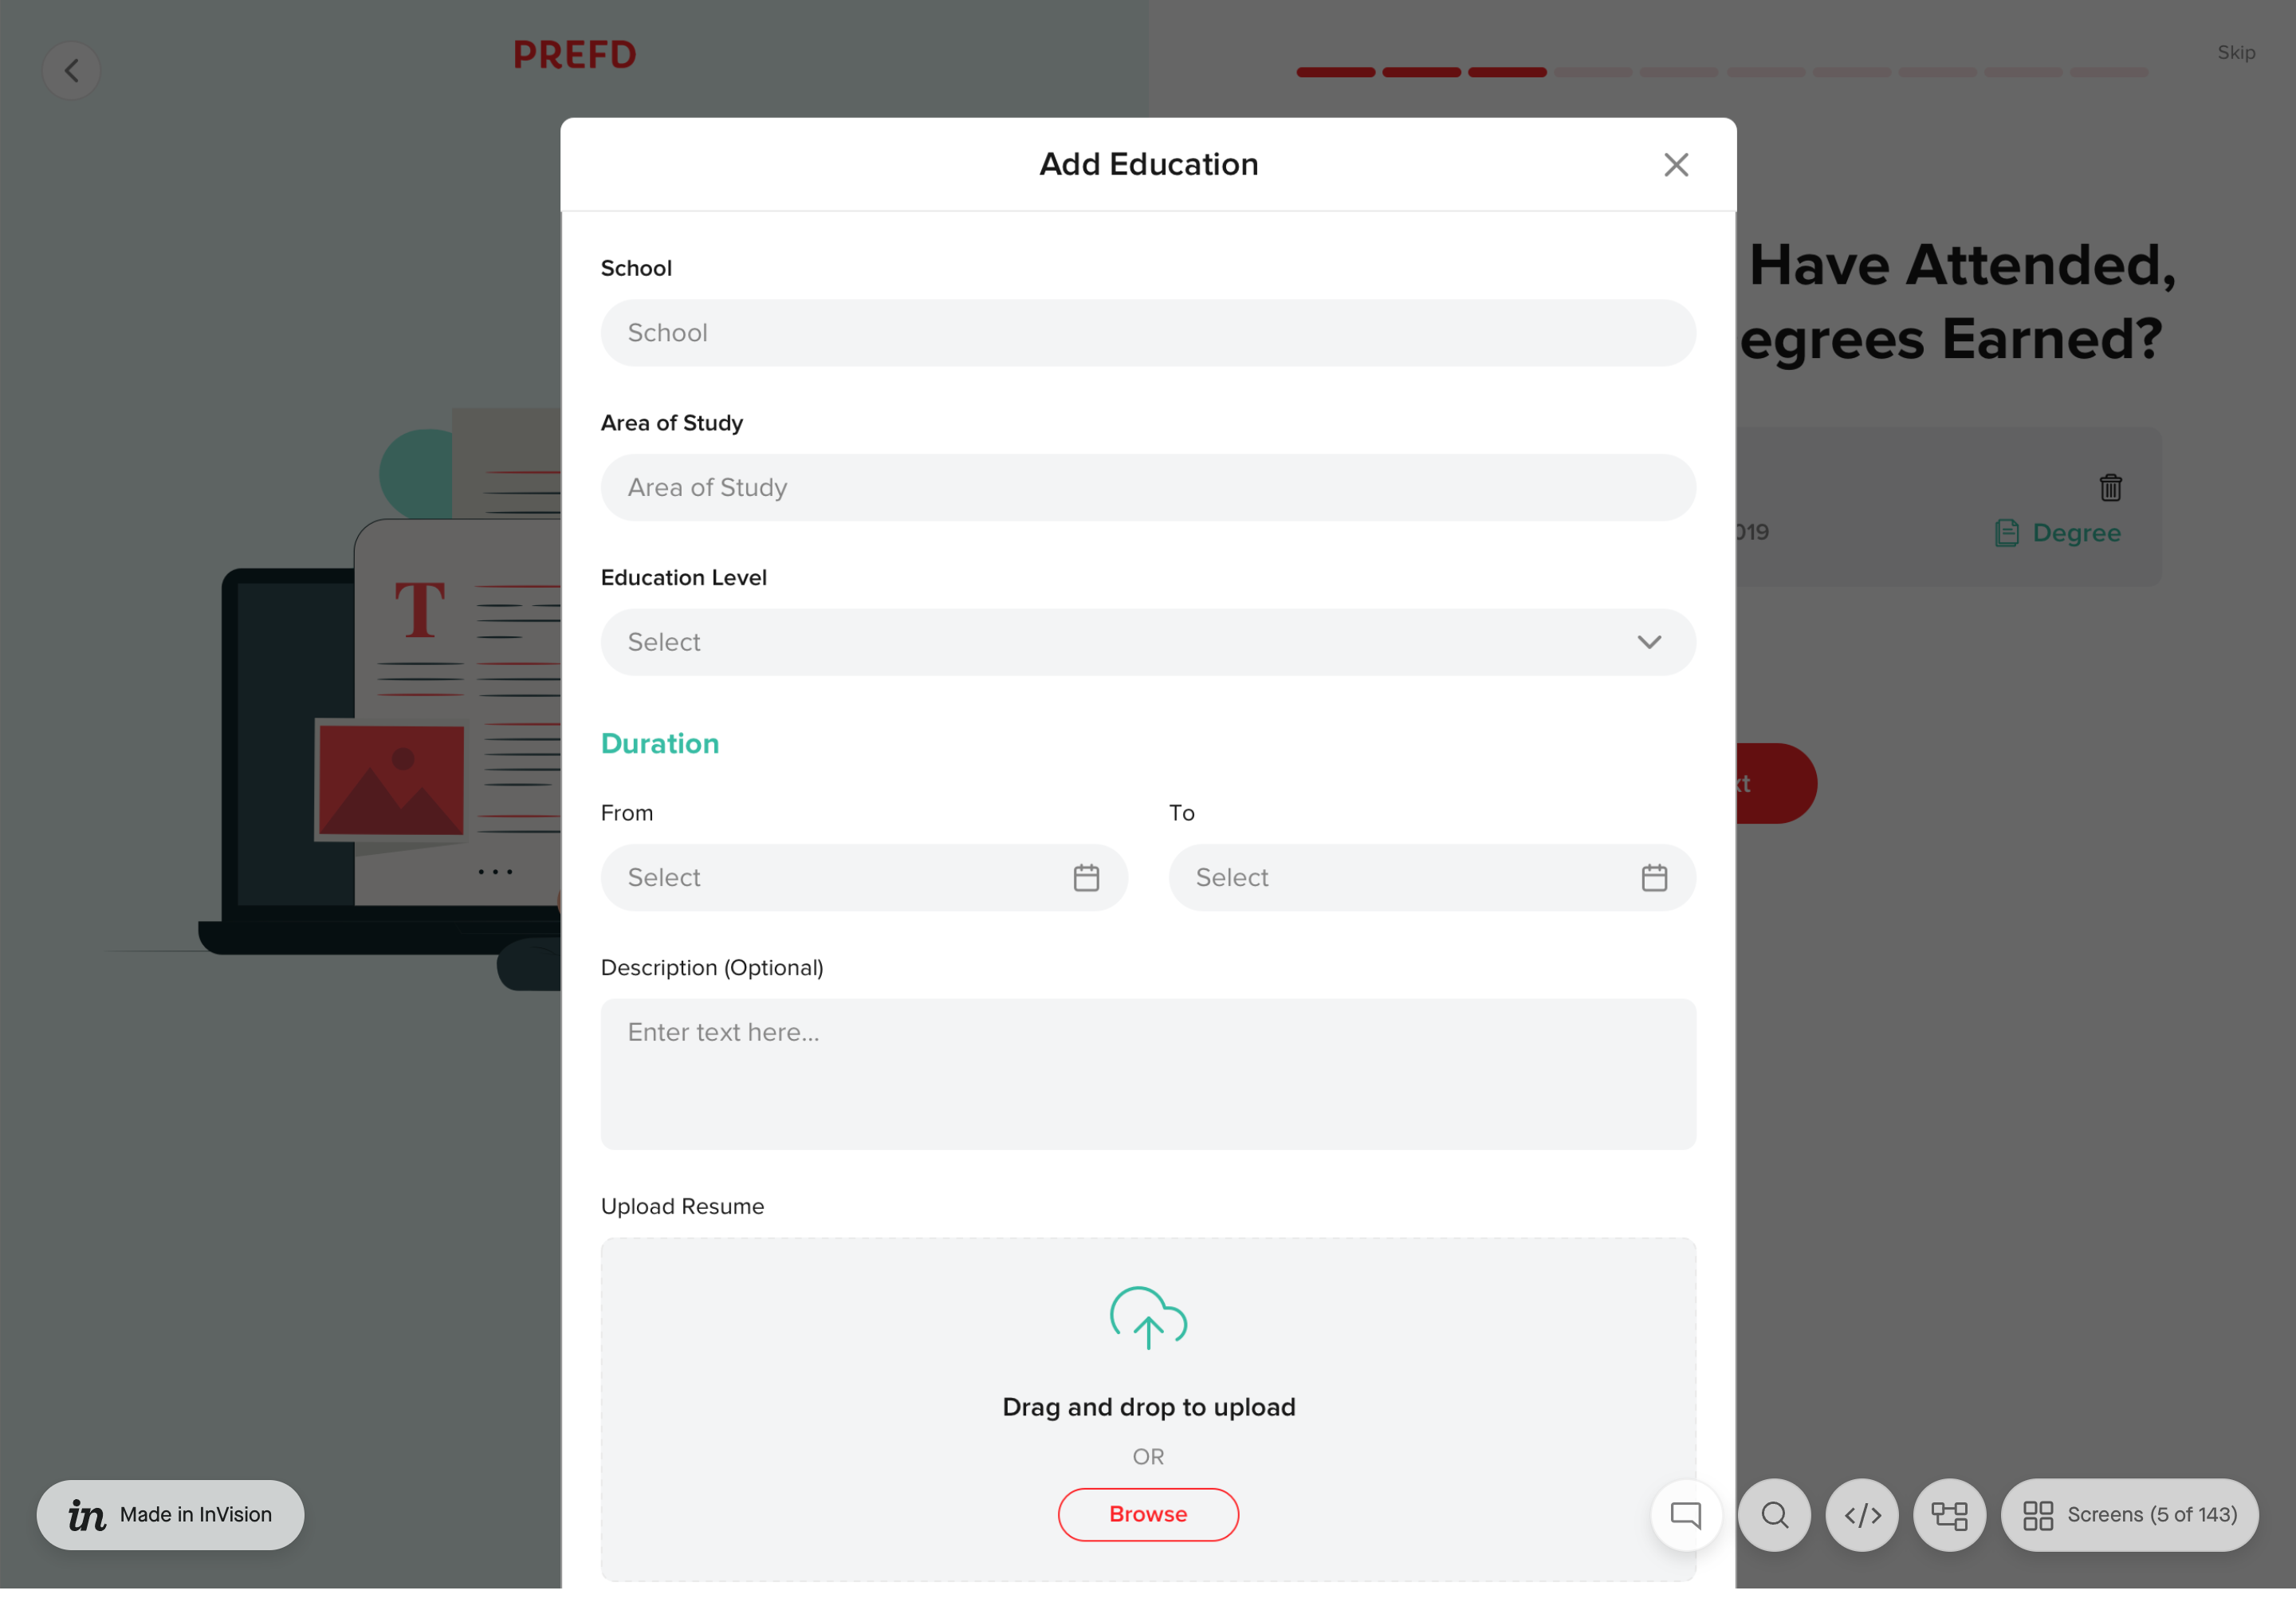 PREFD
Skip
Add Education
Have Attended,
egrees Earned?
School
School
Area of Study
Area of Study
019
Degree
Education Level
Select
Duration
xt
From
To
Select
Select
Description (Optional)
Enter text here...
Upload Resume
Drag and drop to upload
OR
Browse
in Made in InVision
Screens (5 of 143)
T